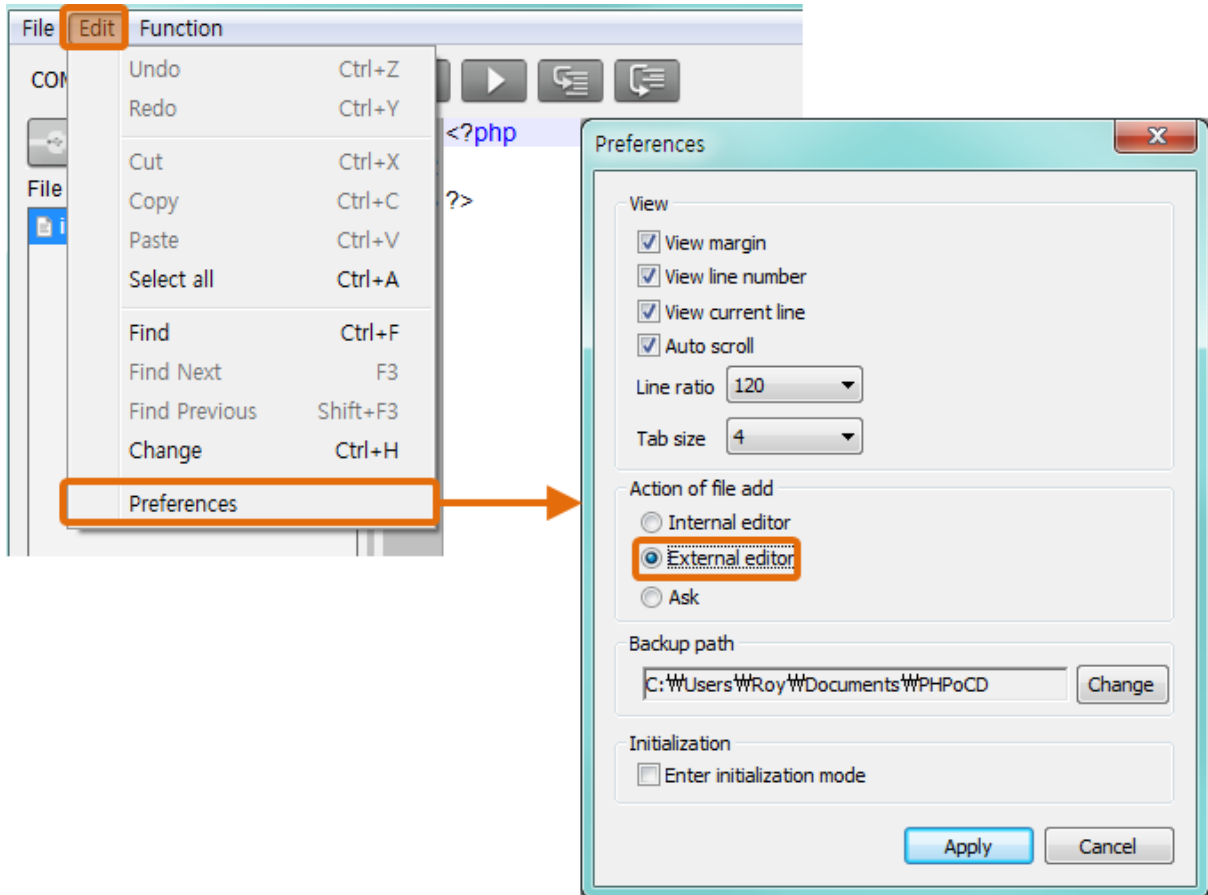 File Edit Function
Undo Ctrl+Z
Redo Ctrl+Y
Cut Ctrl+X
Copy Ctrl+C
Paste Ctrl+V
Select all Ctrl+A
Find Ctrl+F
Find Next F3
Find Previous Shift+F3
Change Ctrl+H
Preferences
File
<?php
?>
Preferences
View
View margin
View line number
View current line
Auto scroll
Line ratio 120
Tab size 4
Action of file add
Internal editor
External editor
Ask
Backup path
C:₩Users₩Roy₩Documents₩PHPoCD Change
Initialization
Enter initialization mode
Apply Cancel